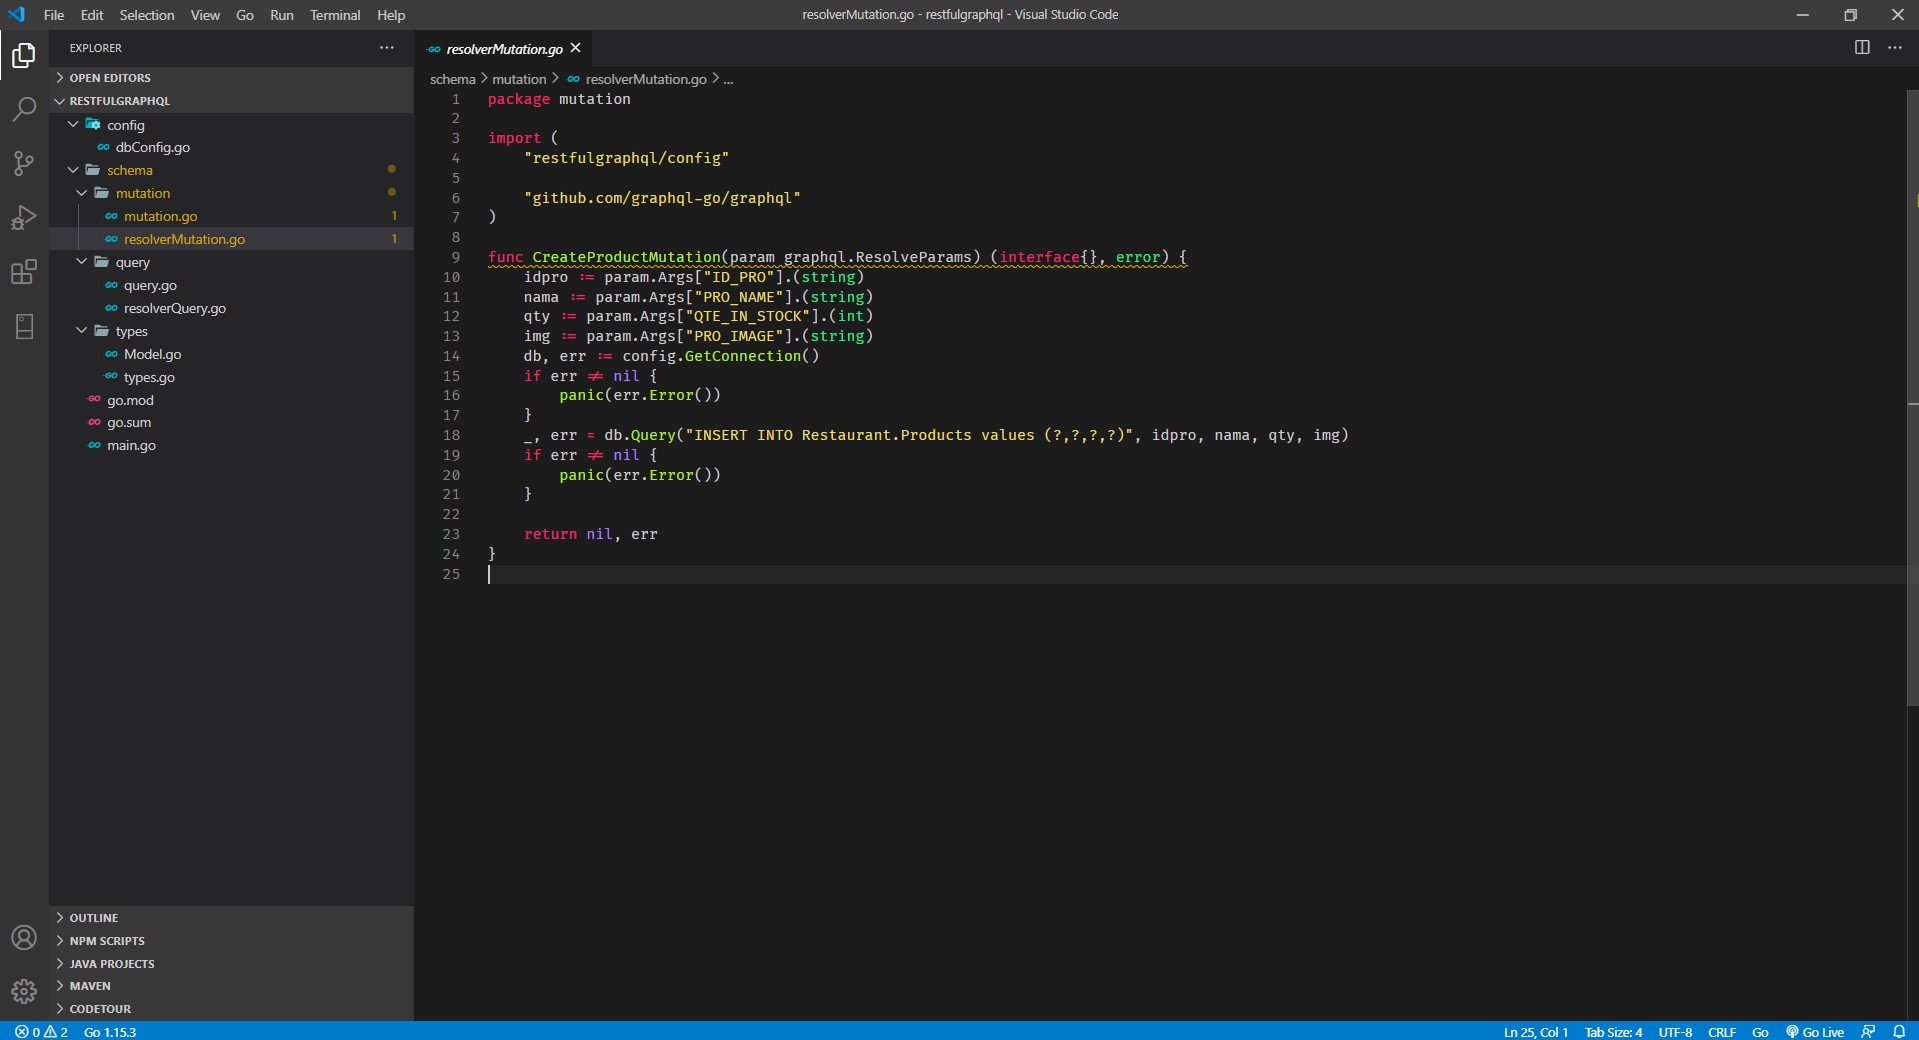 File Edit Selection View Go Run Terminal Help
resolverMutation.go - restfulgraphql - Visual Studio Code
EXPLORER
OPEN EDITORS
RESTFULGRAPHQL
config
dbConfig.go
schema
mutation
mutation.go 1
resolverMutation.go 1
query
query.go
resolverQuery.go
types
Model.go
types.go
go.mod
go.sum
main.go
OUTLINE
NPM SCRIPTS
JAVA PROJECTS
MAVEN
CODETOUR
resolverMutation.go
schema > mutation > resolverMutation.go > ...
1 package mutation
2
3 import (
4 "restfulgraphql/config"
5
6 "github.com/graphql-go/graphql"
7 )
8
9 func CreateProductMutation(param graphql.ResolveParams) (interface{}, error) {
10 idpro := param.Args["ID_PRO"].(string)
11 nama := param.Args["PRO_NAME"].(string)
12 qty := param.Args["QTE_IN_STOCK"].(int)
13 img := param.Args["PRO_IMAGE"].(string)
14 db, err := config.GetConnection()
15 if err ≠ nil {
16 panic(err.Error())
17 }
18 _, err = db.Query("INSERT INTO Restaurant.Products values (?,?,?,?)", idpro, nama, qty, img)
19 if err ≠ nil {
20 panic(err.Error())
21 }
22
23 return nil, err
24 }
25
0 2 Go 1.15.3
Ln 25, Col 1 Tab Size: 4 UTF-8 CRLF Go Go Live